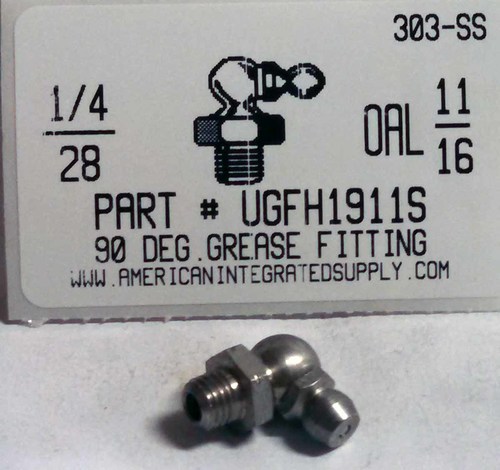 303-SS
1/4
28
OAL 11
16
PART # UGFH1911S
90 DEG.GREASE FITTING
WWW.AMERICANINTEGRATEDSUPPLY.COM